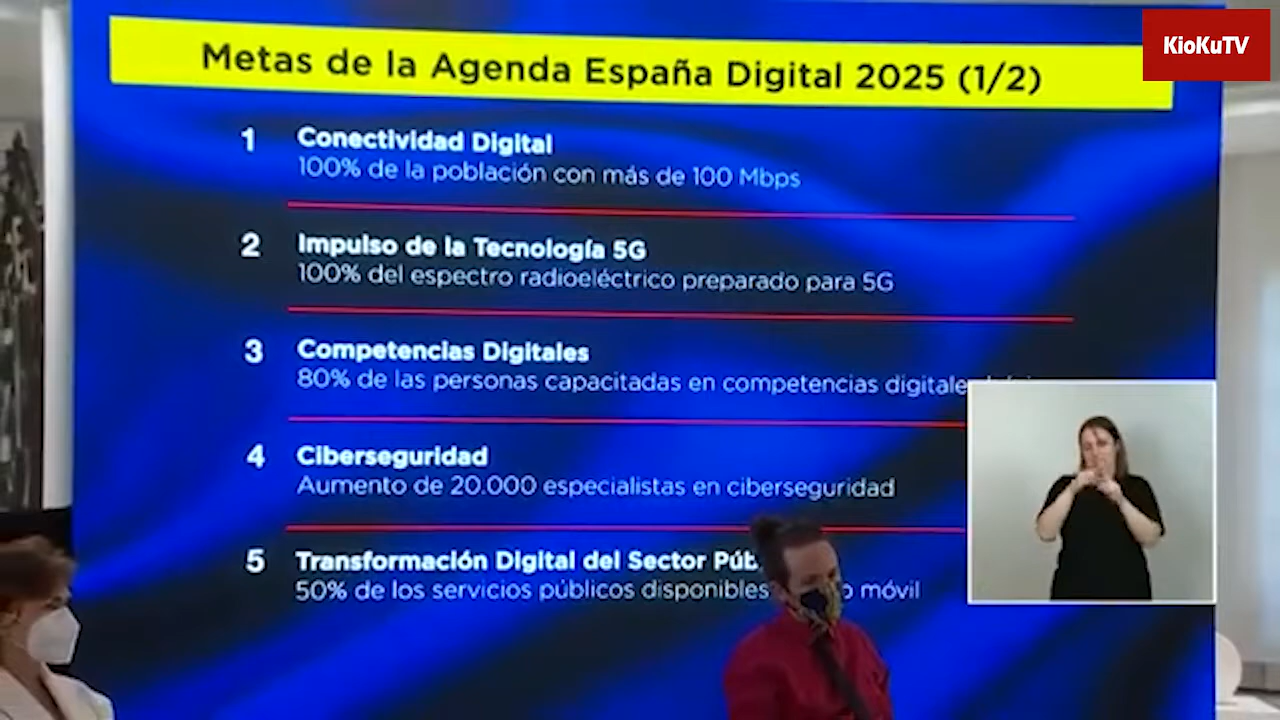 KioKuTV
Metas de la Agenda España Digital 2025 (1/2)
1 Conectividad Digital
100% de la población con más de 100 Mbps
2 Impulso de la Tecnología 5G
100% del espectro radioeléctrico preparado para 5G
3 Competencias Digitales
80% de las personas capacitadas en competencias digitale
4 Ciberseguridad
Aumento de 20.000 especialistas en ciberseguridad
5 Transformación Digital del Sector Púb
50% de los servicios públicos disponibles móvil